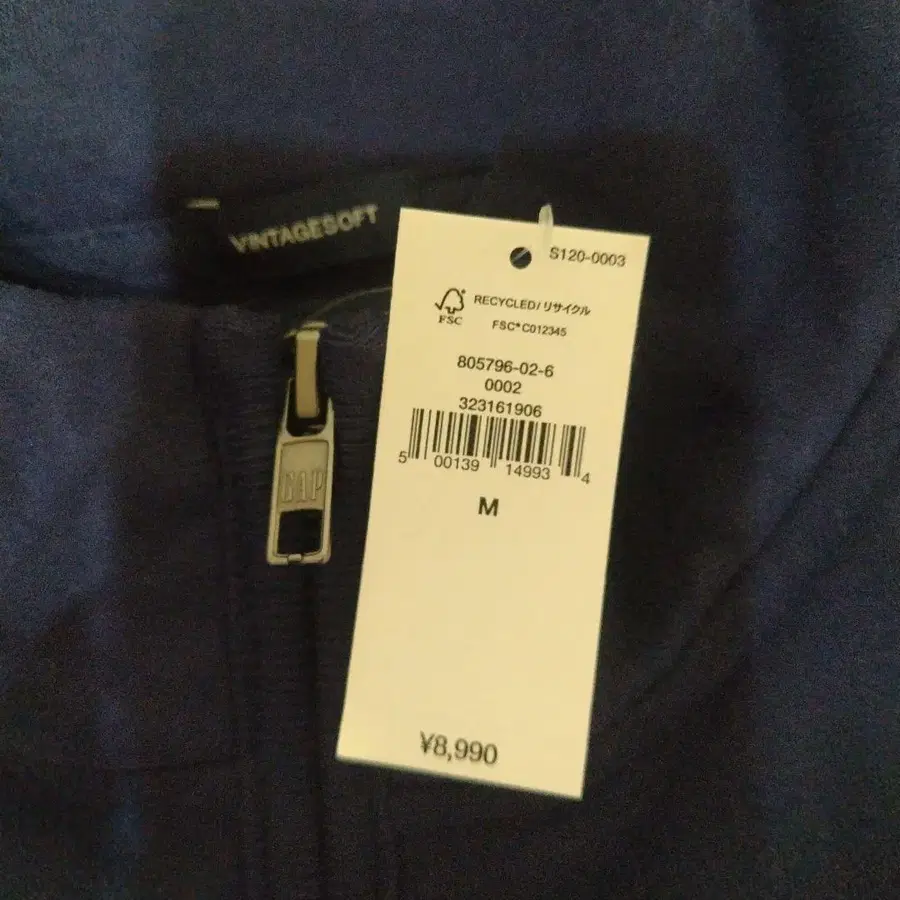 VINTAGESOFT
GAP
S120-0003
RECYCLED/リサイクル
FSC
FSC® C012345
805796-02-6
0002
323161906
5 00139 14993 4
M
¥8,990